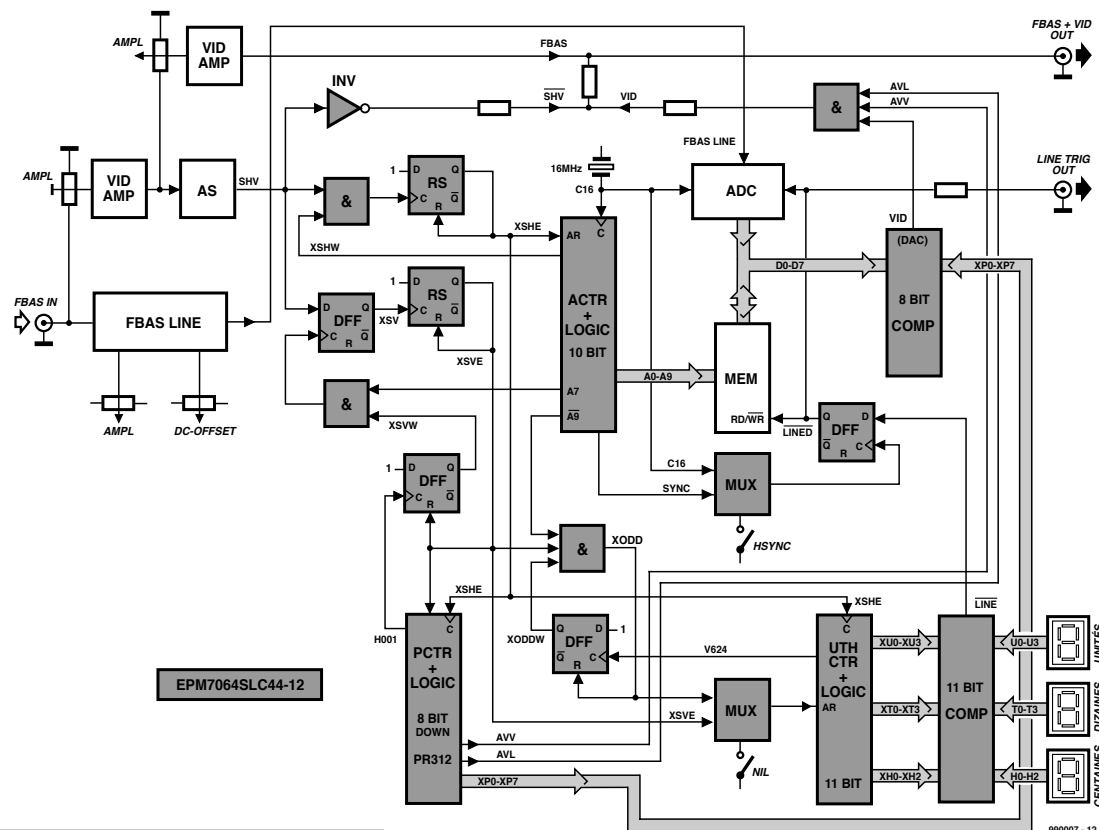 FBAS + VID
OUT
AMPL
VID
AMP
FBAS
INV
SHV
VID
&
AVL
AVV
FBAS LINE
LINE TRIG
OUT
AMPL
VID
AMP
AS
SHV
&
1
D
Q
RS
C
Q
R
16MHz
C16
ADC
XSHE
XSHW
AR
C
VID
(DAC)
D0-D7
XP0-XP7
8 BIT
COMP
FBAS IN
FBAS LINE
D
Q
DFF
C
Q
R
XSV
1
D
Q
RS
C
Q
R
XSVE
ACTR
+
LOGIC
10 BIT
A0-A9
MEM
RD/WR
LINED
Q
D
DFF
Q
C
R
AMPL
DC-OFFSET
&
A7
A9
XSVW
C16
SYNC
MUX
HSYNC
1
D
Q
DFF
C
Q
R
&
XODD
XSHE
XSHE
LINE
H001
C
PCTR
+
LOGIC
8 BIT
DOWN
PR312
XODDW
Q
D
1
DFF
Q
C
R
V624
C
UTH
CTR
+
LOGIC
AR
11 BIT
XU0-XU3
U0-U3
UNITÉS
11 BIT
COMP
XT0-XT3
T0-T3
DIZAINES
XH0-XH2
H0-H2
CENTAINES
EPM7064SLC44-12
XSVE
MUX
NIL
AVV
AVL
XP0-XP7
990007 - 12